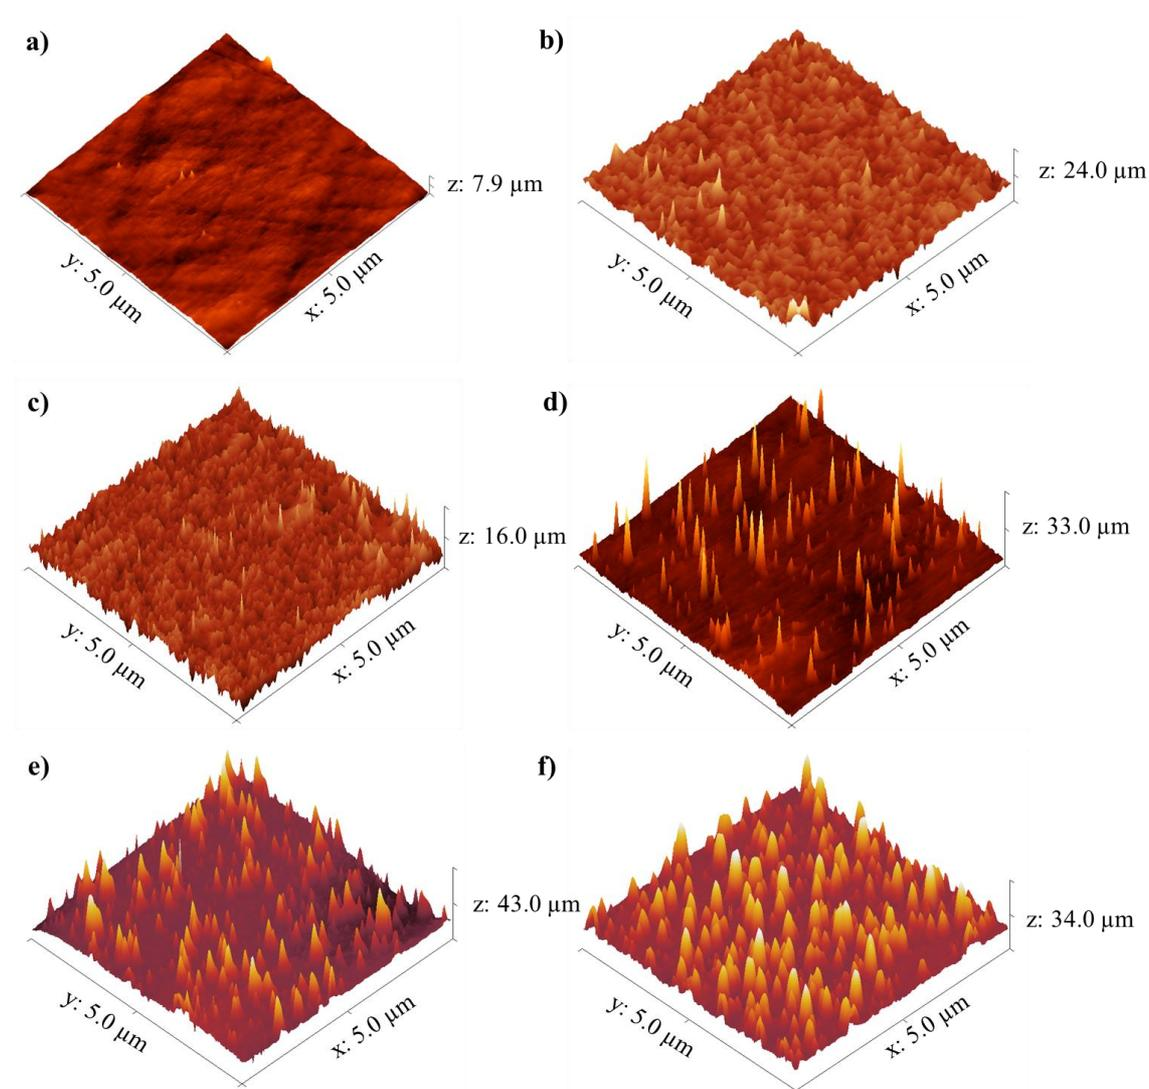 a)
z: 7.9 µm
y: 5.0 µm
x: 5.0 µm
b)
z: 24.0 µm
y: 5.0 µm
x: 5.0 µm
c)
z: 16.0 µm
y: 5.0 µm
x: 5.0 µm
d)
z: 33.0 µm
y: 5.0 µm
x: 5.0 µm
e)
z: 43.0 µm
y: 5.0 µm
x: 5.0 µm
f)
z: 34.0 µm
y: 5.0 µm
x: 5.0 µm